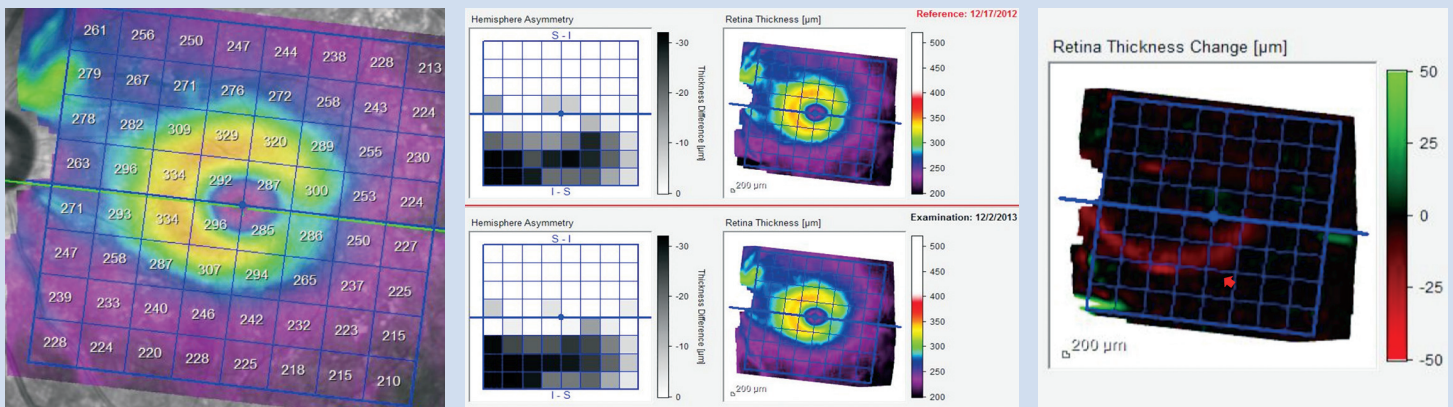 261 256 250 247 244 238 228 213
279 267 271 276 272 258 243 224
278 282 309 329 320 289 255 230
263 296 334 292 287 300 253 224
271 293 334 296 285 286 250 227
247 258 287 307 294 265 237 225
239 233 240 246 242 232 223 215
228 224 220 228 225 218 215 210
Reference: 12/17/2012
Hemisphere Asymmetry
S - I
I - S
-30
-20
-10
0
Thickness Difference [µm]
Retina Thickness [µm]
200 µm
500
450
400
350
300
250
200
Examination: 12/2/2013
Hemisphere Asymmetry
S - I
I - S
-30
-20
-10
0
Thickness Difference [µm]
Retina Thickness [µm]
200 µm
500
450
400
350
300
250
200
Retina Thickness Change [µm]
200 µm
50
25
0
-25
-50